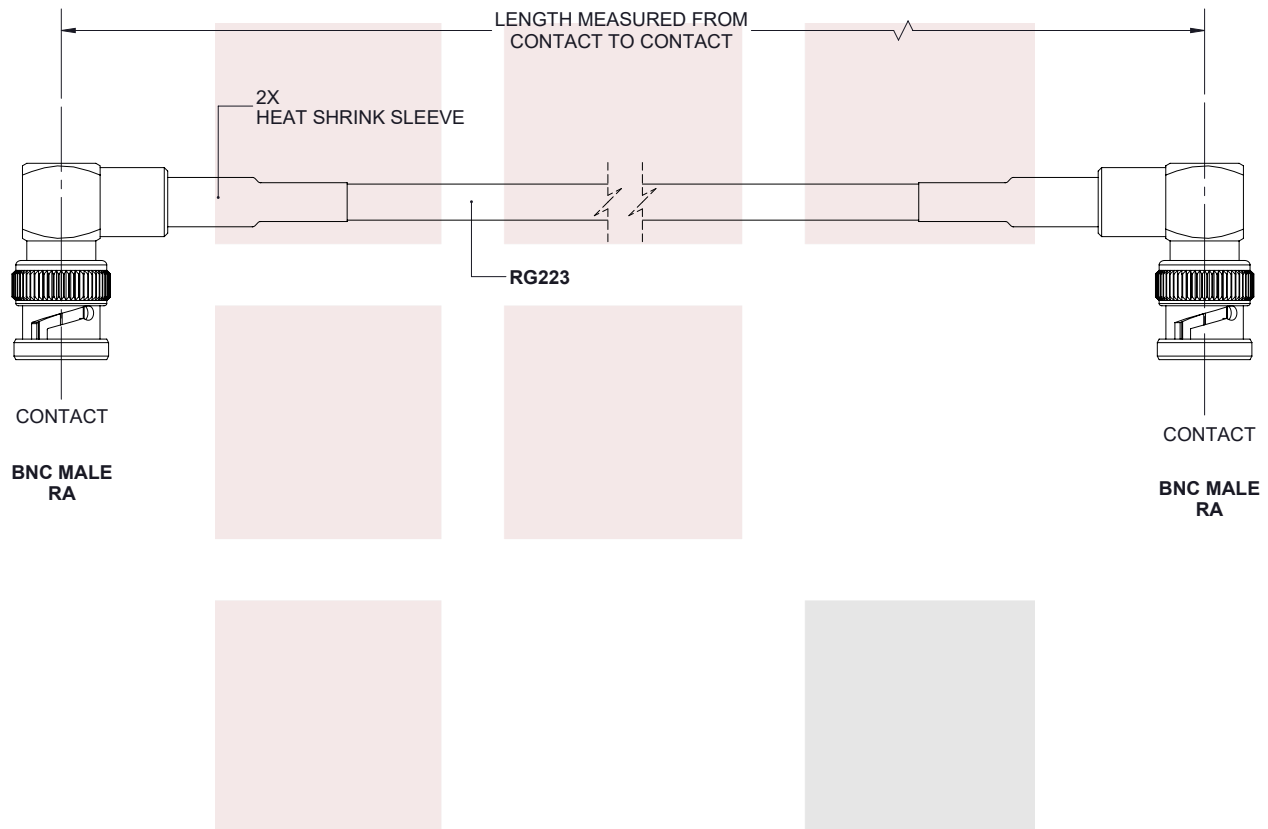 LENGTH MEASURED FROM
CONTACT TO CONTACT
2X
HEAT SHRINK SLEEVE
RG223
CONTACT
BNC MALE
RA
CONTACT
BNC MALE
RA